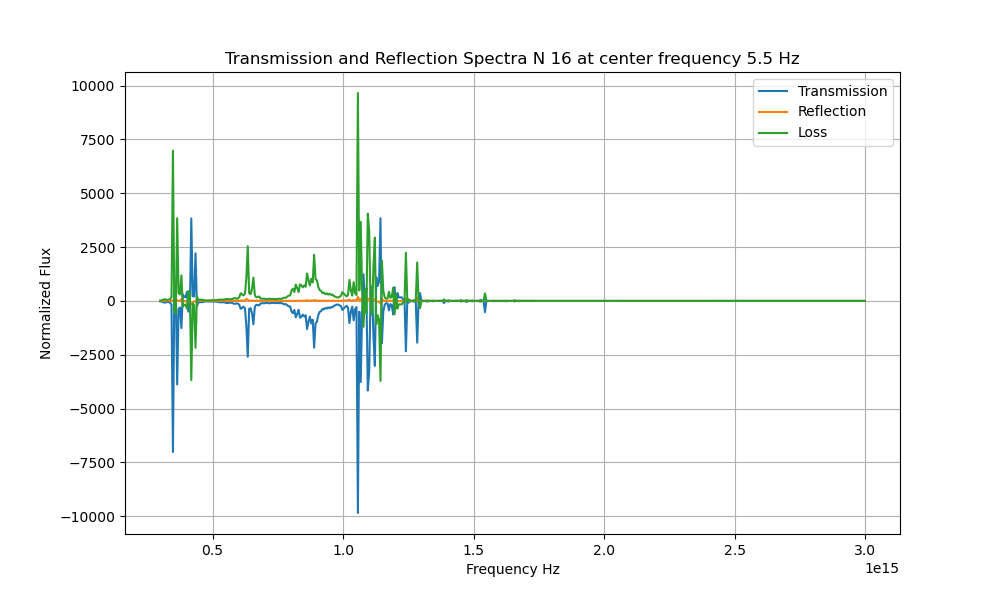 Transmission and Reflection Spectra N 16 at center frequency 5.5 Hz
Transmission
Reflection
Loss
Normalized Flux
10000
7500
5000
2500
0
−2500
−5000
−7500
−10000
0.5 1.0 1.5 2.0 2.5 3.0
1e15
Frequency Hz